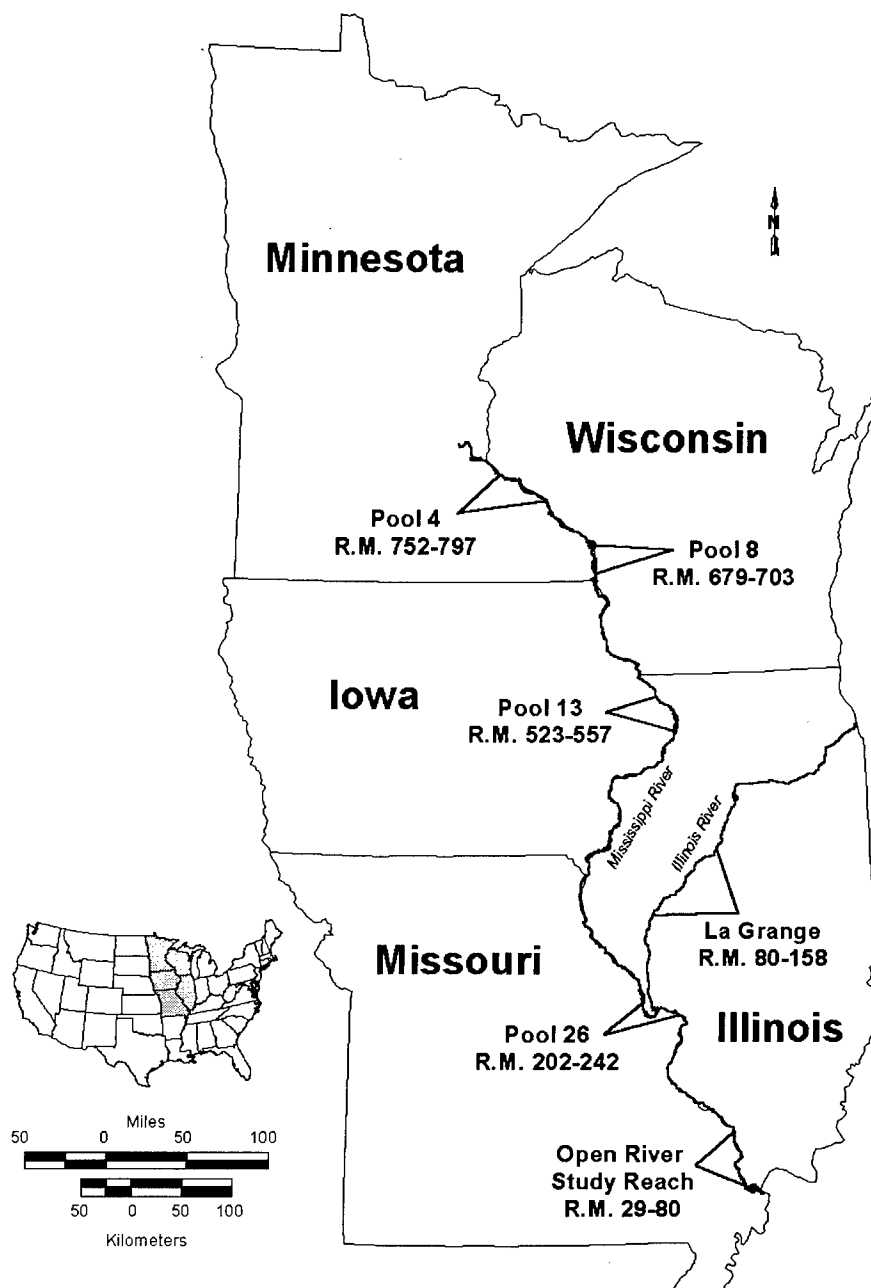 Minnesota
N
Wisconsin
Pool 4
R.M. 752-797
Pool 8
R.M. 679-703
Iowa
Pool 13
R.M. 523-557
Mississippi River
Illinois River
La Grange
R.M. 80-158
Missouri
Pool 26
R.M. 202-242
Illinois
Miles
50 0 50 100
50 0 50 100
Kilometers
Open River
Study Reach
R.M. 29-80